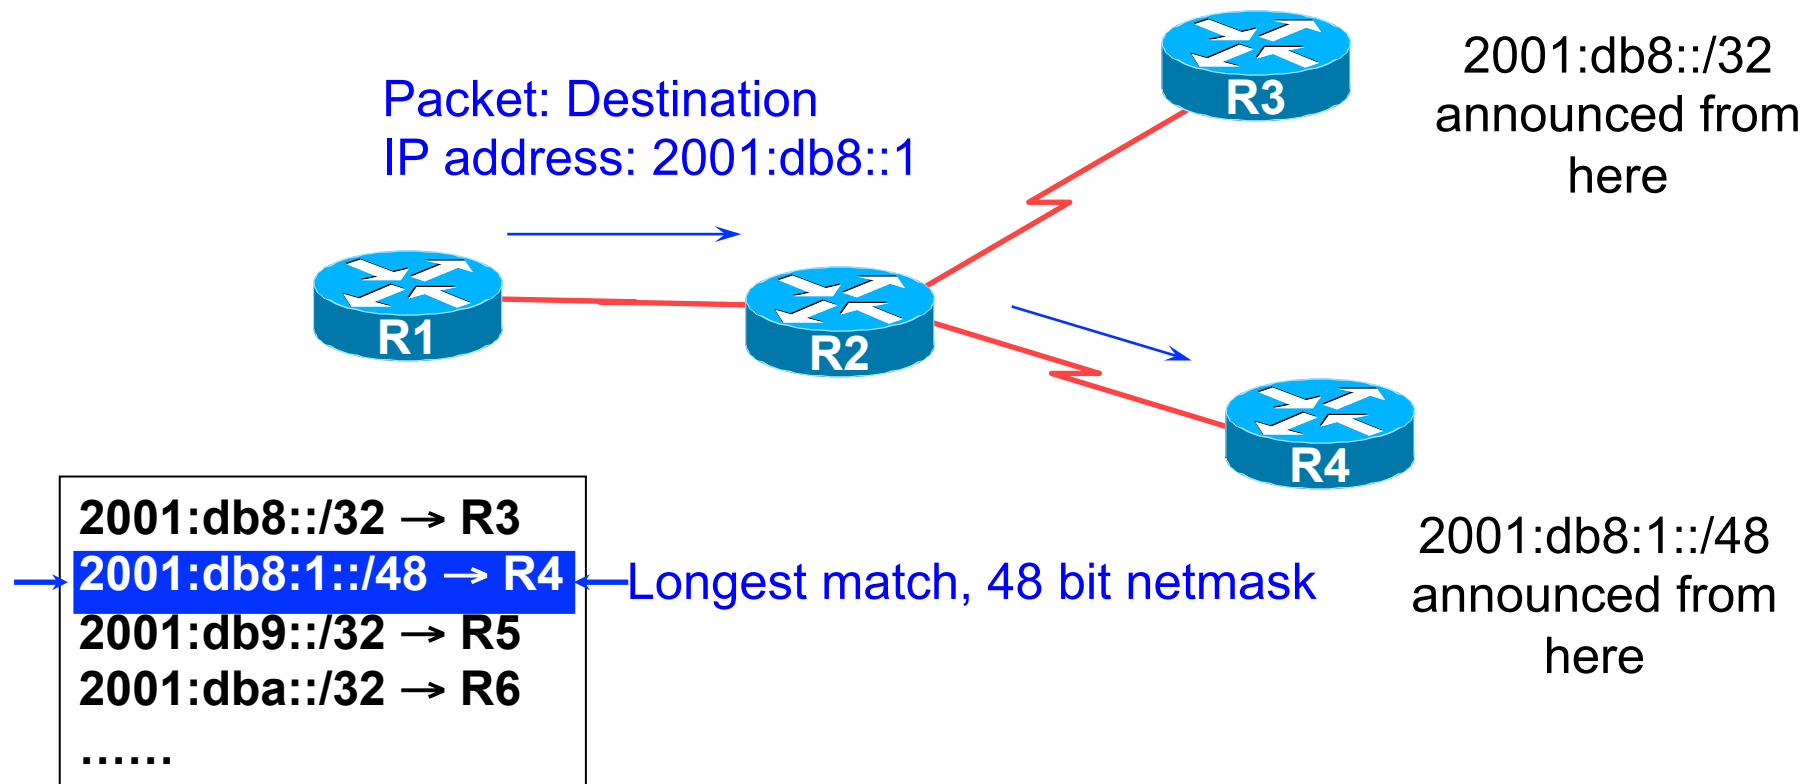 2001:db8::/32
announced from
here
Packet: Destination
IP address: 2001:db8::1
R3
R1
R2
R4
2001:db8::/32 → R3
2001:db8:1::/48 → R4
2001:db9::/32 → R5
2001:dba::/32 → R6
……
Longest match, 48 bit netmask
2001:db8:1::/48
announced from
here